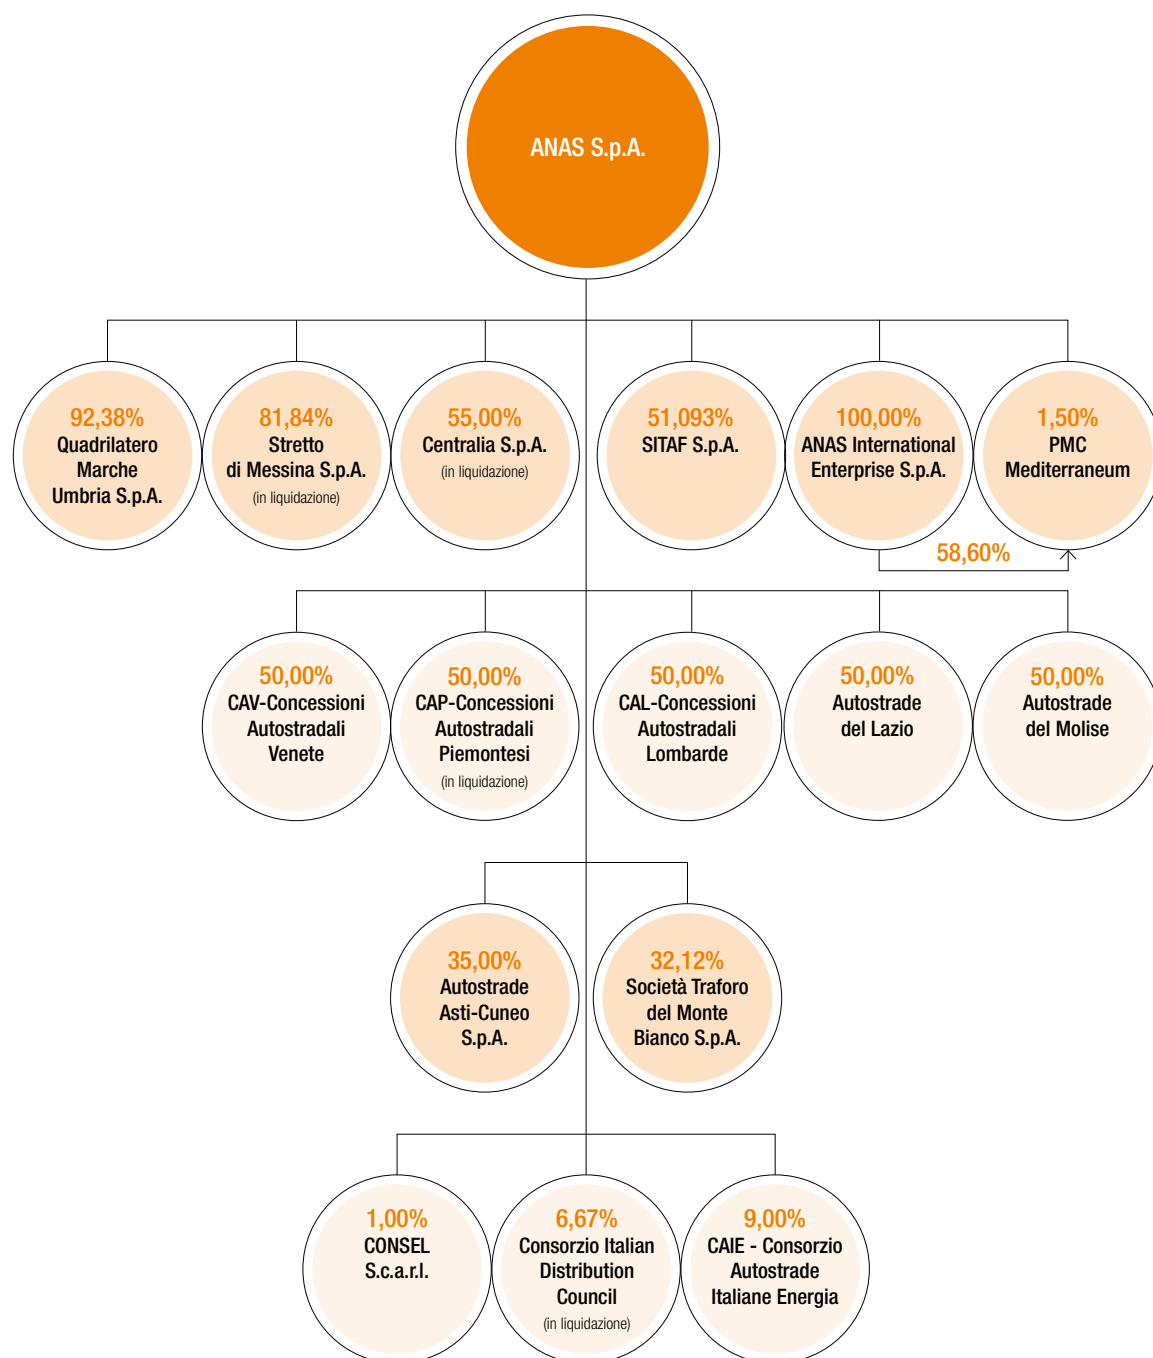 ANAS S.p.A.
92,38%
Quadrilatero
Marche
Umbria S.p.A.
81,84%
Stretto
di Messina S.p.A.
(in liquidazione)
55,00%
Centralia S.p.A.
(in liquidazione)
51,093%
SITAF S.p.A.
100,00%
ANAS International
Enterprise S.p.A.
1,50%
PMC
Mediterraneum
58,60%
50,00%
CAV-Concessioni
Autostradali
Venete
50,00%
CAP-Concessioni
Autostradali
Piemontesi
(in liquidazione)
50,00%
CAL-Concessioni
Autostradali
Lombarde
50,00%
Autostrade
del Lazio
50,00%
Autostrade
del Molise
35,00%
Autostrade
Asti-Cuneo
S.p.A.
32,12%
Società Traforo
del Monte
Bianco S.p.A.
1,00%
CONSEL
S.c.a.r.l.
6,67%
Consorzio Italian
Distribution
Council
(in liquidazione)
9,00%
CAIE - Consorzio
Autostrade
Italiane Energia